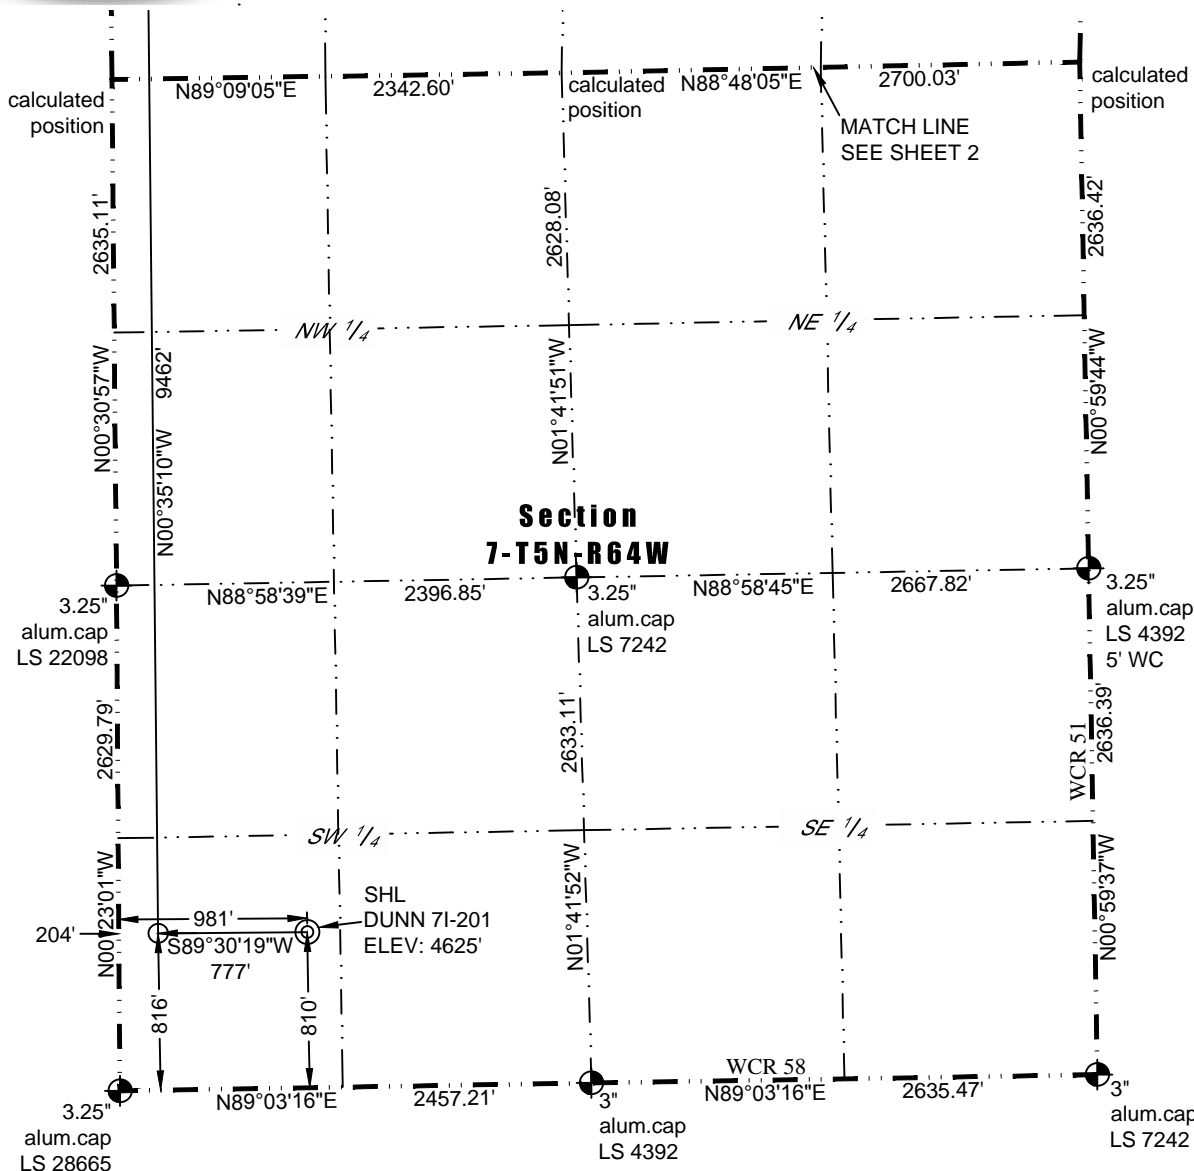 N89°09'05"E
2342.60'
calculated
position
N88°48'05"E
2700.03'
calculated
position
calculated
position
MATCH LINE
SEE SHEET 2
2635.11'
2628.08'
2636.42'
NW 1/4
NE 1/4
N00°30'57"W
9462'
N00°35'10"W
N01°41'51"W
N00°59'44"W
Section
7-T5N-R64W
3.25"
alum.cap
LS 22098
N88°58'39"E
2396.85'
3.25"
alum.cap
LS 7242
N88°58'45"E
2667.82'
3.25"
alum.cap
LS 4392
5' WC
2629.79'
2633.11'
WCR 51
2636.39'
SW 1/4
SE 1/4
N00°23'01"W
N01°41'52"W
N00°59'37"W
204'
981'
S89°30'19"W
777'
SHL
DUNN 7I-201
ELEV: 4625'
816'
810'
3.25"
alum.cap
LS 28665
N89°03'16"E
2457.21'
3"
alum.cap
LS 4392
WCR 58
N89°03'16"E
2635.47'
3"
alum.cap
LS 7242